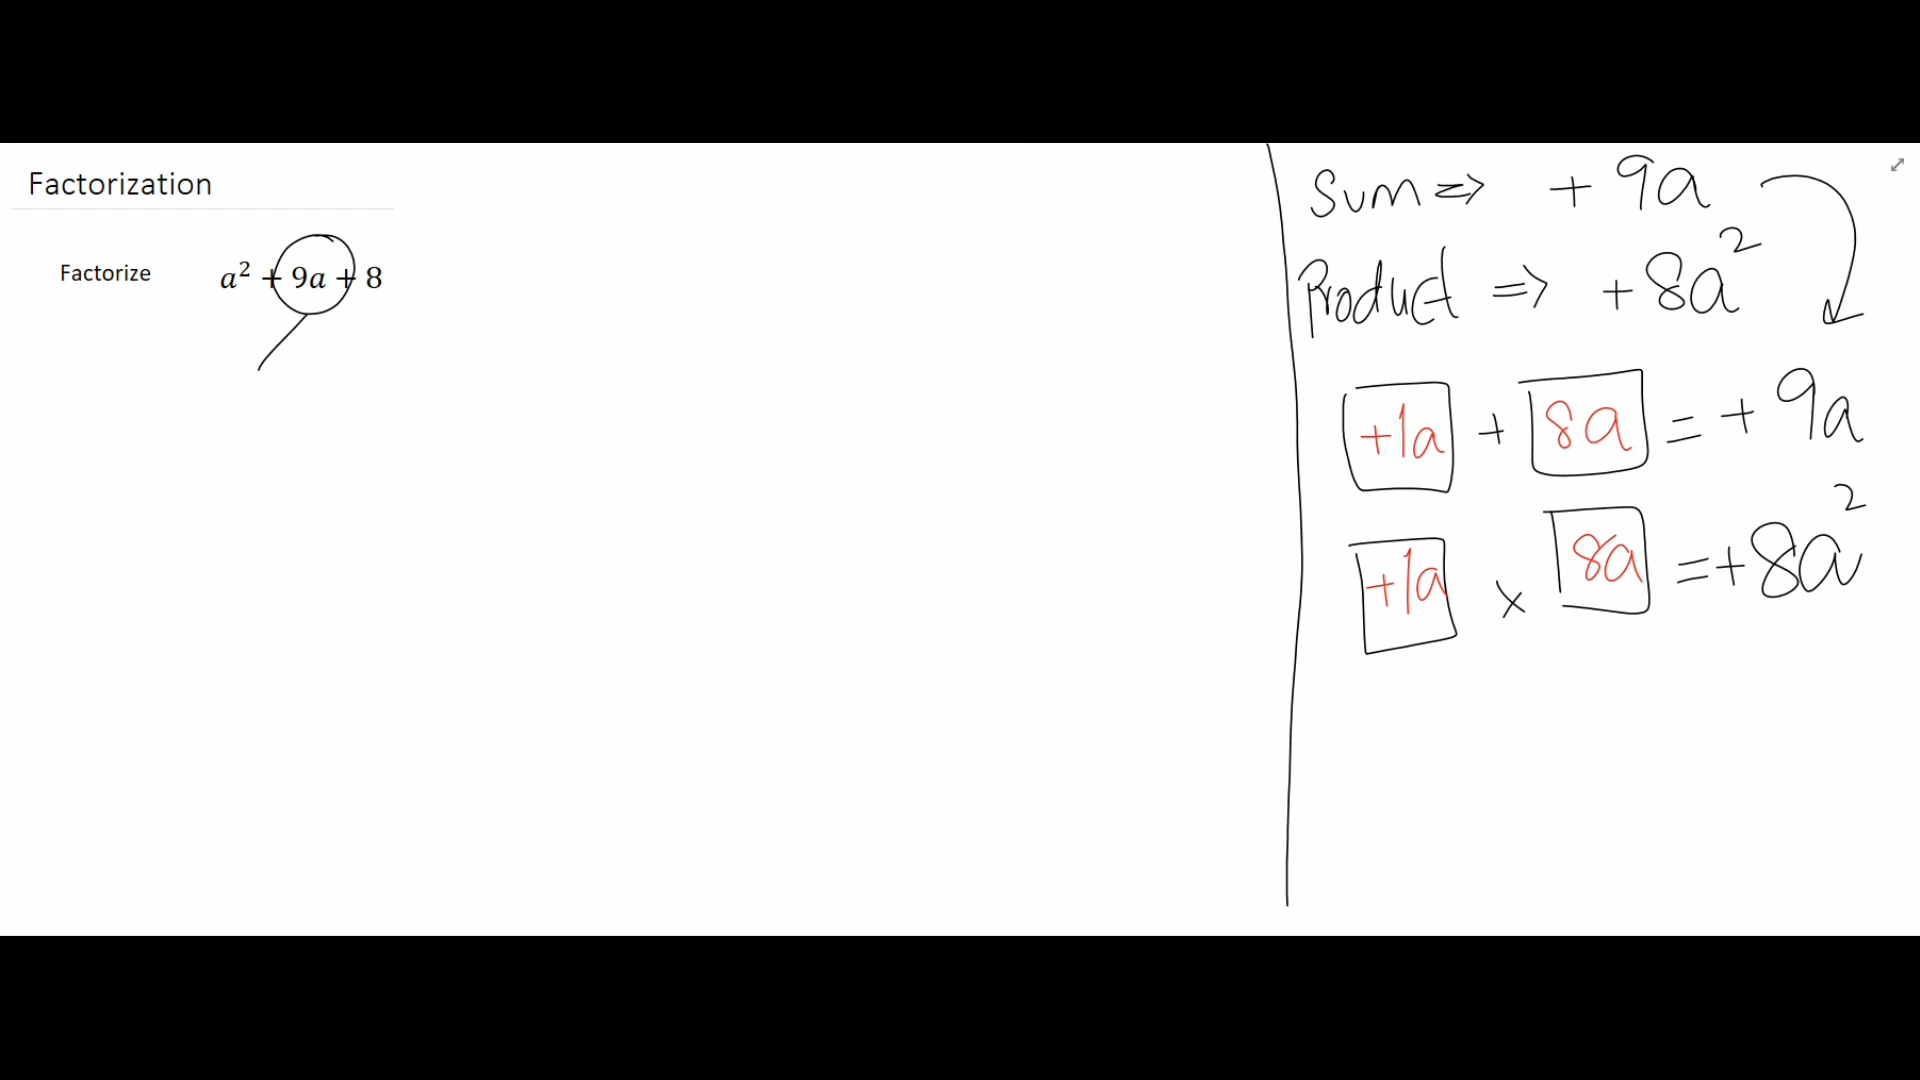 Factorization
Factorize a² + 9a + 8
Sum ⇒ + 9a
Product ⇒ + 8a²
+1a + 8a = + 9a
+1a × 8a = + 8a²